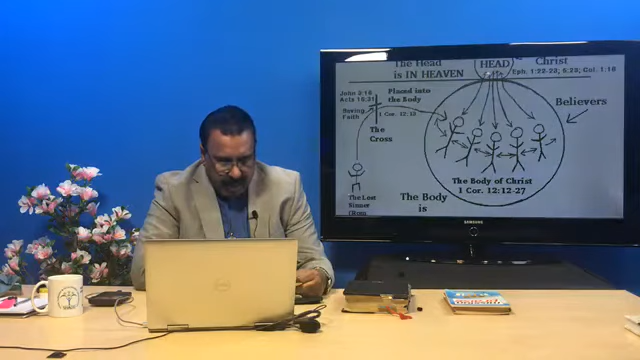 The Head
is IN HEAVEN
HEAD
Christ
Eph. 1:22-23, 5:23; Col. 1:18
John 3:16
Acts 16:31
Saving
Faith
Placed into
the Body
1 Cor. 12:13
The
Cross
Believers
The Lost
Sinner
The Body of Christ
1 Cor. 12:12-27
The Body
is
SAMSUNG
DELL